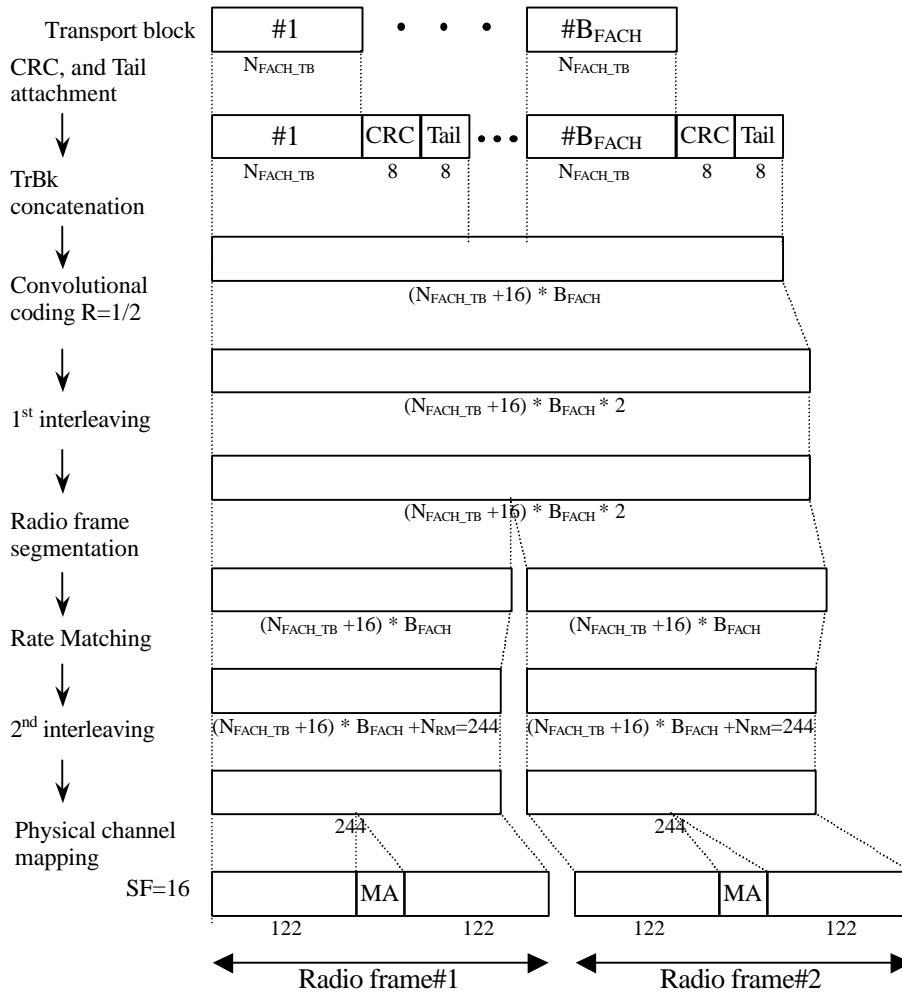 Transport block
#1
#B_FACH
N_FACH_TB
N_FACH_TB
CRC, and Tail
attachment
#1 CRC Tail
#B_FACH CRC Tail
N_FACH_TB 8 8
N_FACH_TB 8 8
TrBk
concatenation
(N_FACH_TB +16) * B_FACH
Convolutional
coding R=1/2
(N_FACH_TB +16) * B_FACH * 2
1st interleaving
(N_FACH_TB +16) * B_FACH * 2
Radio frame
segmentation
(N_FACH_TB +16) * B_FACH
(N_FACH_TB +16) * B_FACH
Rate Matching
(N_FACH_TB +16) * B_FACH +N_RM=244
(N_FACH_TB +16) * B_FACH +N_RM=244
2nd interleaving
244
244
Physical channel
mapping
SF=16
MA
MA
122 122
122 122
Radio frame#1
Radio frame#2